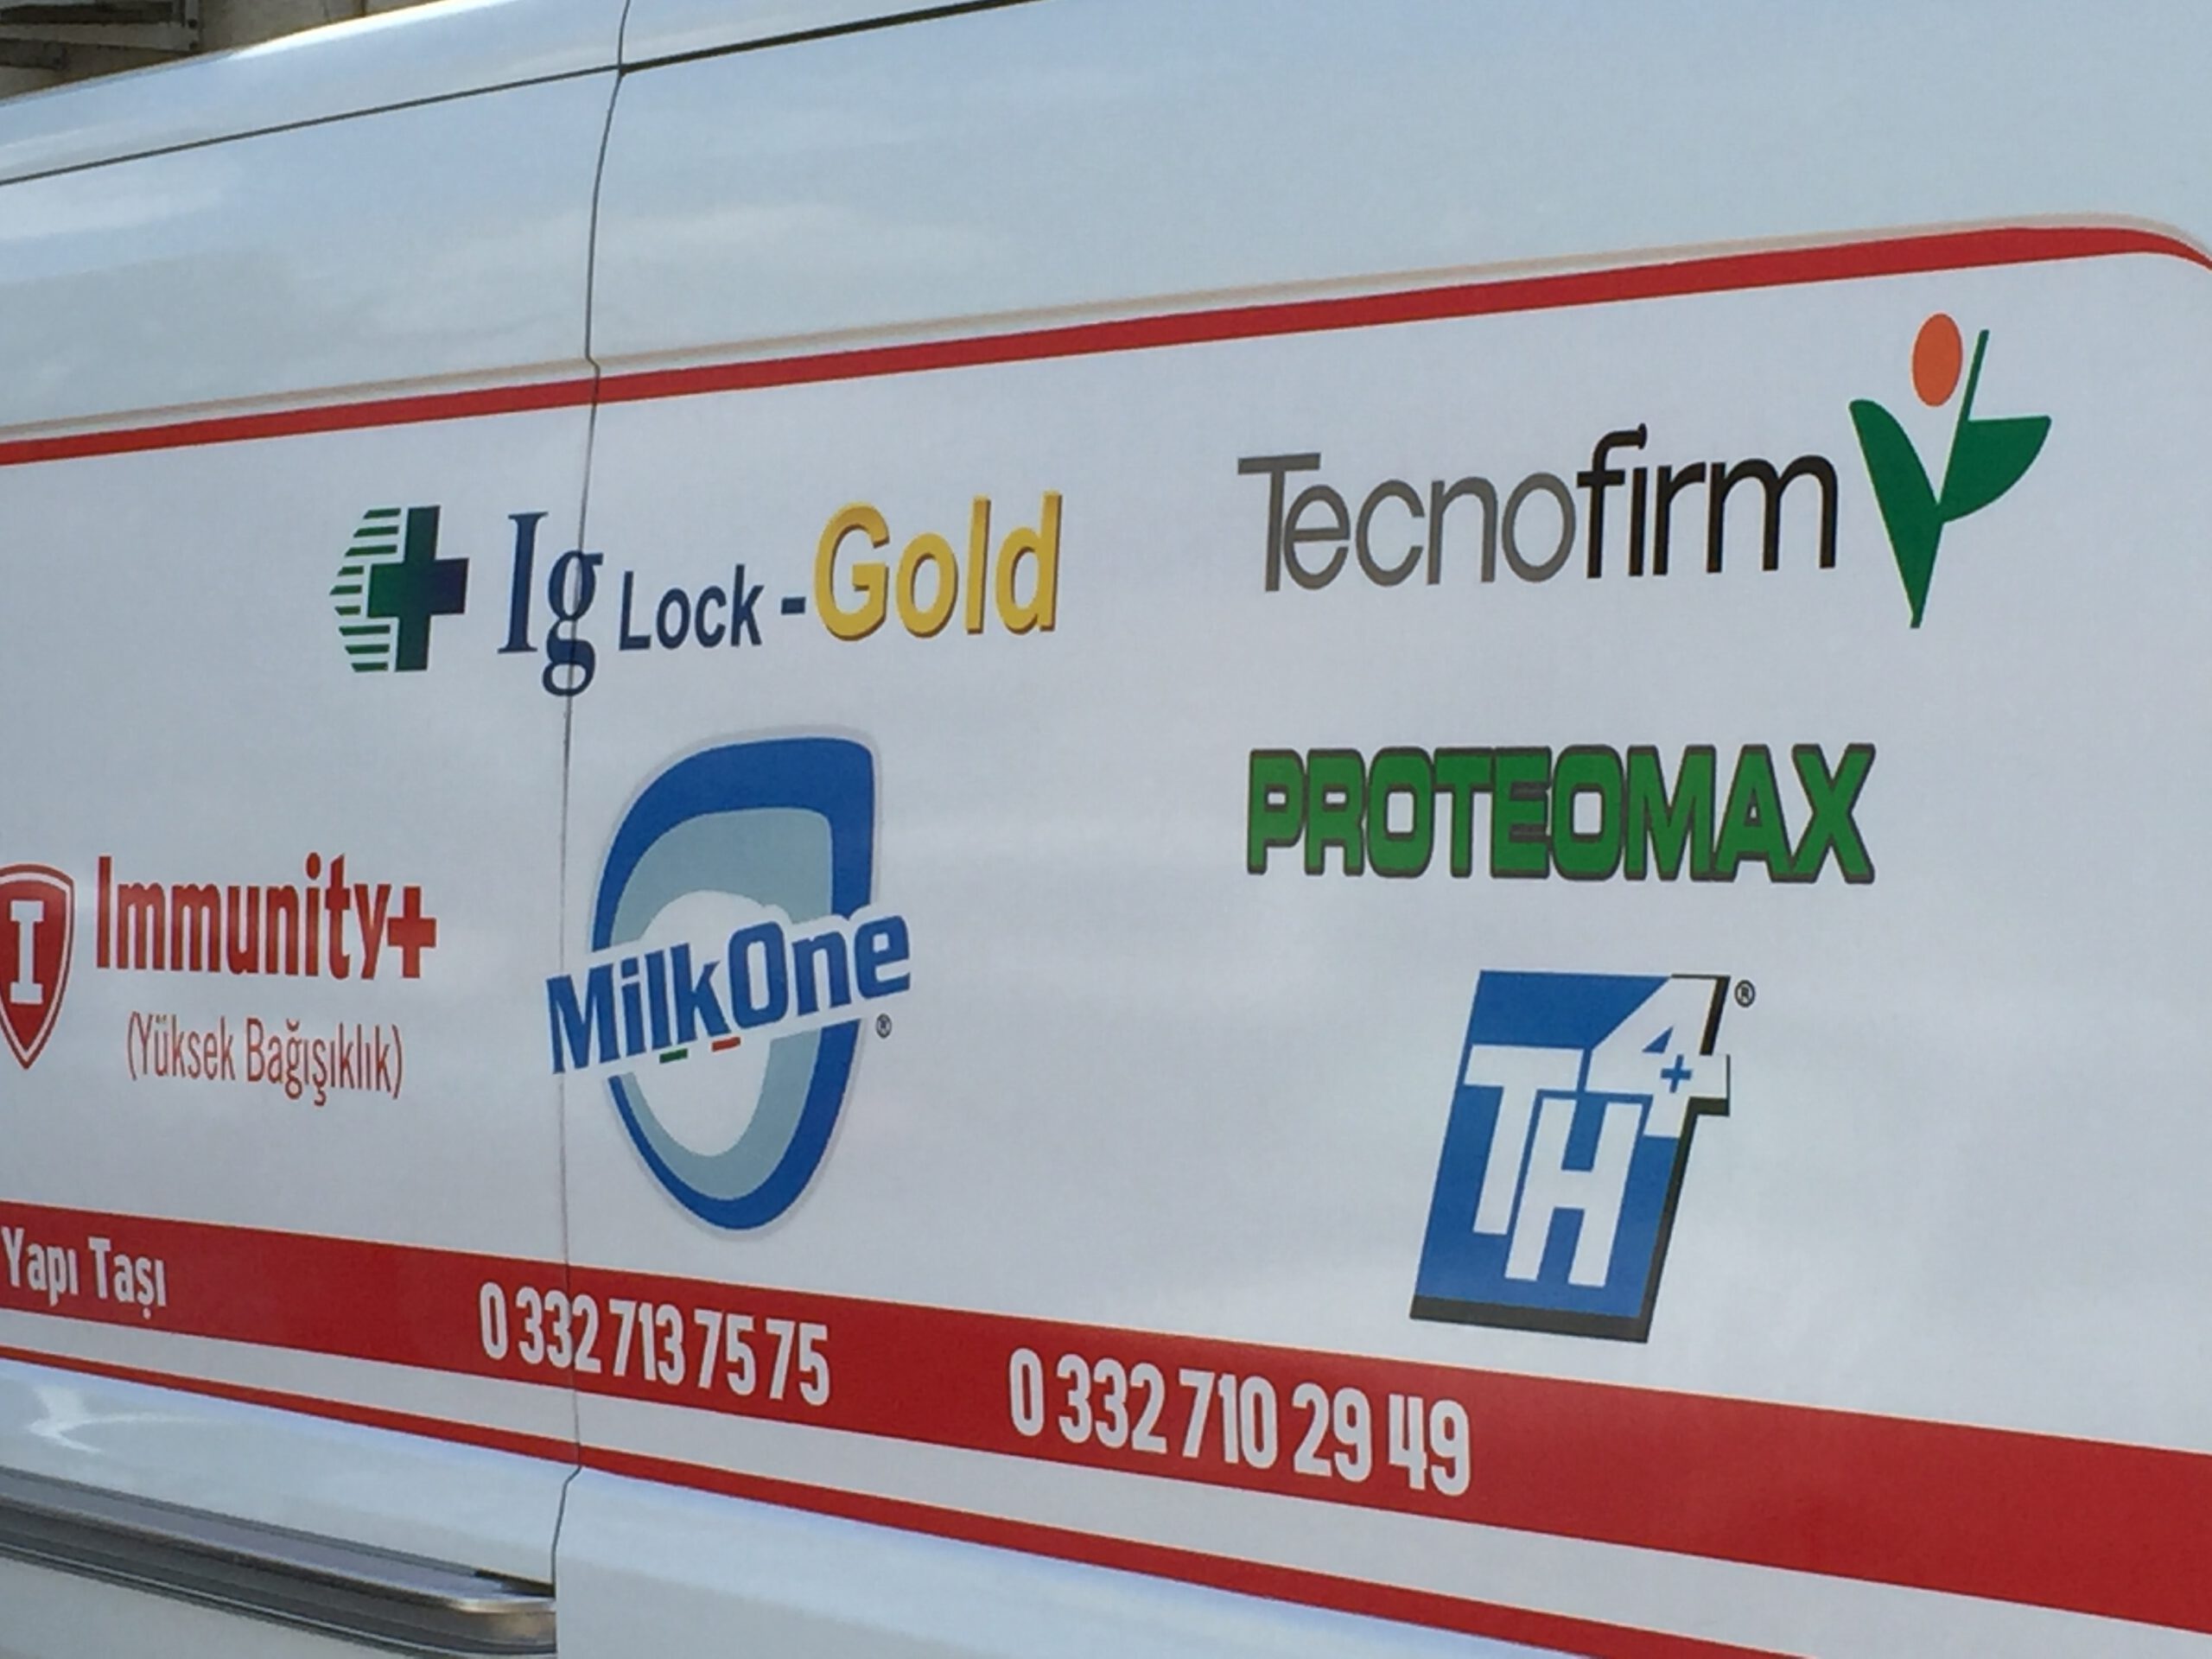 Ig Lock-Gold
Tecnofirm
PROTEOMAX
I
Immunity+
(Yüksek Bağışıklık)
MilkOne
®
TH4+
®
Yapı Taşı
0 332 713 75 75
0 332 710 29 49